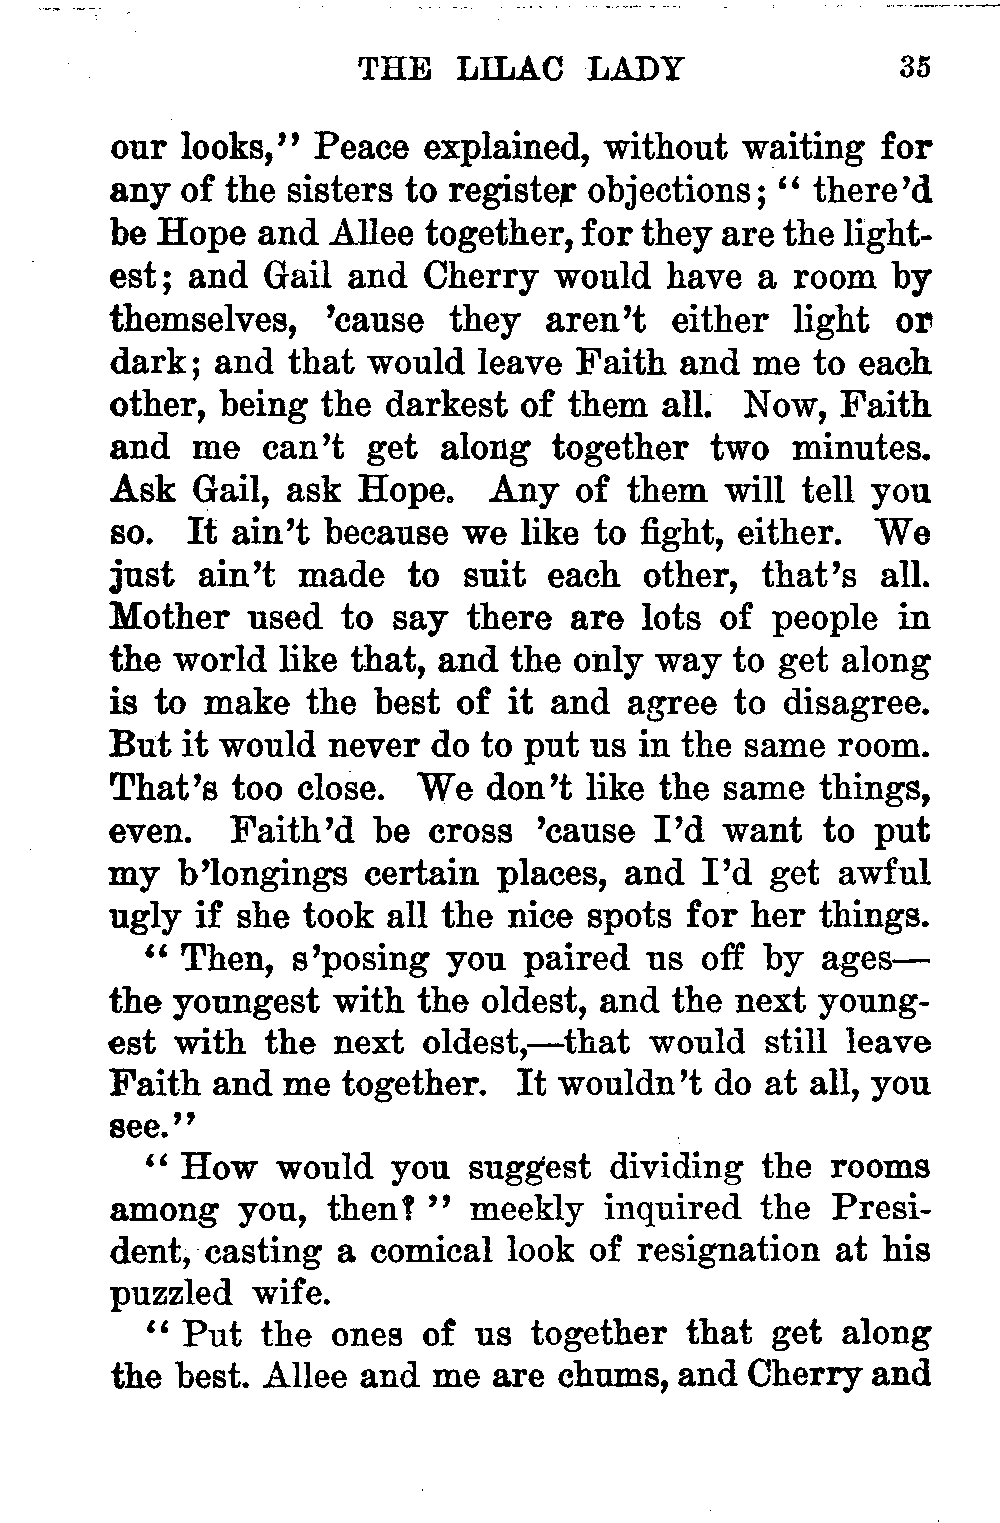 THE LILAC LADY 35
our looks," Peace explained, without waiting for
any of the sisters to register objections; " there'd
be Hope and Allee together, for they are the light-
est; and Gail and Cherry would have a room by
themselves, 'cause they aren't either light or
dark; and that would leave Faith and me to each
other, being the darkest of them all. Now, Faith
and me can't get along together two minutes.
Ask Gail, ask Hope. Any of them will tell you
so. It ain't because we like to fight, either. We
just ain't made to suit each other, that's all.
Mother used to say there are lots of people in
the world like that, and the only way to get along
is to make the best of it and agree to disagree.
But it would never do to put us in the same room.
That's too close. We don't like the same things,
even. Faith'd be cross 'cause I'd want to put
my b'longings certain places, and I'd get awful
ugly if she took all the nice spots for her things.
" Then, s'posing you paired us off by ages—
the youngest with the oldest, and the next young-
est with the next oldest,—that would still leave
Faith and me together. It wouldn't do at all, you
see."
" How would you suggest dividing the rooms
among you, then? " meekly inquired the Presi-
dent, casting a comical look of resignation at his
puzzled wife.
" Put the ones of us together that get along
the best. Allee and me are chums, and Cherry and